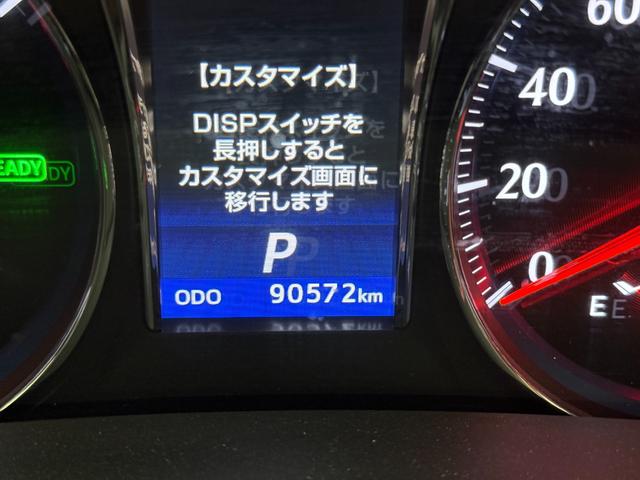 【カスタマイズ】
DISPスイッチを
長押しすると
カスタマイズ画面に
移行します
P
ODO 90572km
READY
60
40
20
0
E